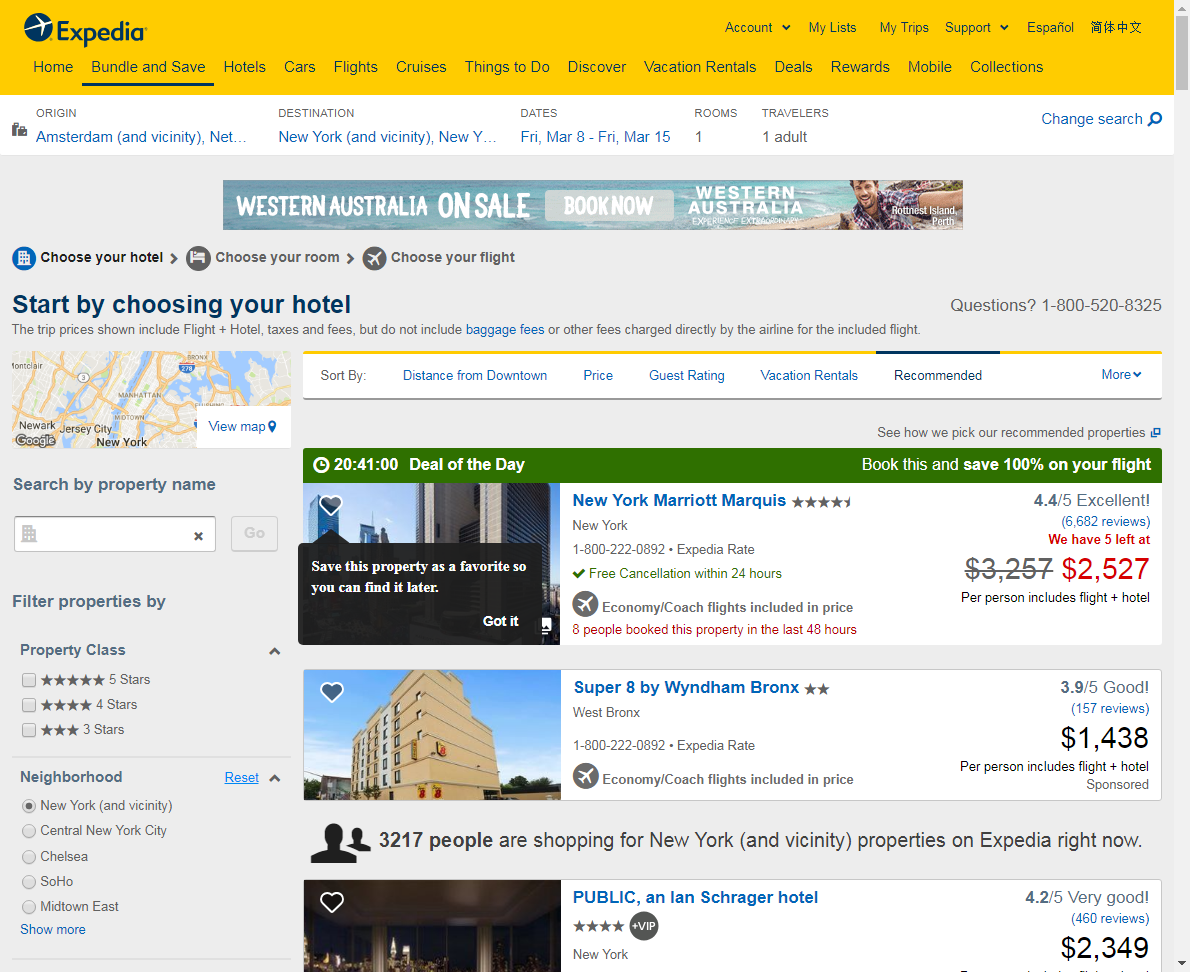 Expedia
Account My Lists My Trips Support Español 简体中文
Home Bundle and Save Hotels Cars Flights Cruises Things to Do Discover Vacation Rentals Deals Rewards Mobile Collections
ORIGIN DESTINATION DATES ROOMS TRAVELERS
Amsterdam (and vicinity), Net... New York (and vicinity), New Y... Fri, Mar 8 - Fri, Mar 15 1 1 adult
Change search
WESTERN AUSTRALIA ON SALE BOOK NOW
WESTERN
AUSTRALIA
EXPERIENCE EXTRAORDINARY
Rottnest Island,
Perth
Choose your hotel Choose your room Choose your flight
Start by choosing your hotel
Questions? 1-800-520-8325
The trip prices shown include Flight + Hotel, taxes and fees, but do not include baggage fees or other fees charged directly by the airline for the included flight.
BRONX
ontclair
3
278
MANHATTAN
MIDTOWN
Newark
Jersey City
Google
New York
View map
Sort By: Distance from Downtown Price Guest Rating Vacation Rentals Recommended More
See how we pick our recommended properties
Search by property name
Go
Filter properties by
Property Class
5 Stars
4 Stars
3 Stars
Neighborhood Reset
New York (and vicinity)
Central New York City
Chelsea
SoHo
Midtown East
Show more
20:41:00 Deal of the Day
Book this and save 100% on your flight
New York Marriott Marquis
New York
1-800-222-0892 • Expedia Rate
Free Cancellation within 24 hours
Economy/Coach flights included in price
8 people booked this property in the last 48 hours
4.4/5 Excellent!
(6,682 reviews)
We have 5 left at
$3,257 $2,527
Per person includes flight + hotel
Save this property as a favorite so
you can find it later.
Got it
Super 8 by Wyndham Bronx
West Bronx
1-800-222-0892 • Expedia Rate
Economy/Coach flights included in price
3.9/5 Good!
(157 reviews)
$1,438
Per person includes flight + hotel
Sponsored
3217 people are shopping for New York (and vicinity) properties on Expedia right now.
PUBLIC, an Ian Schrager hotel
+VIP
New York
4.2/5 Very good!
(460 reviews)
$2,349